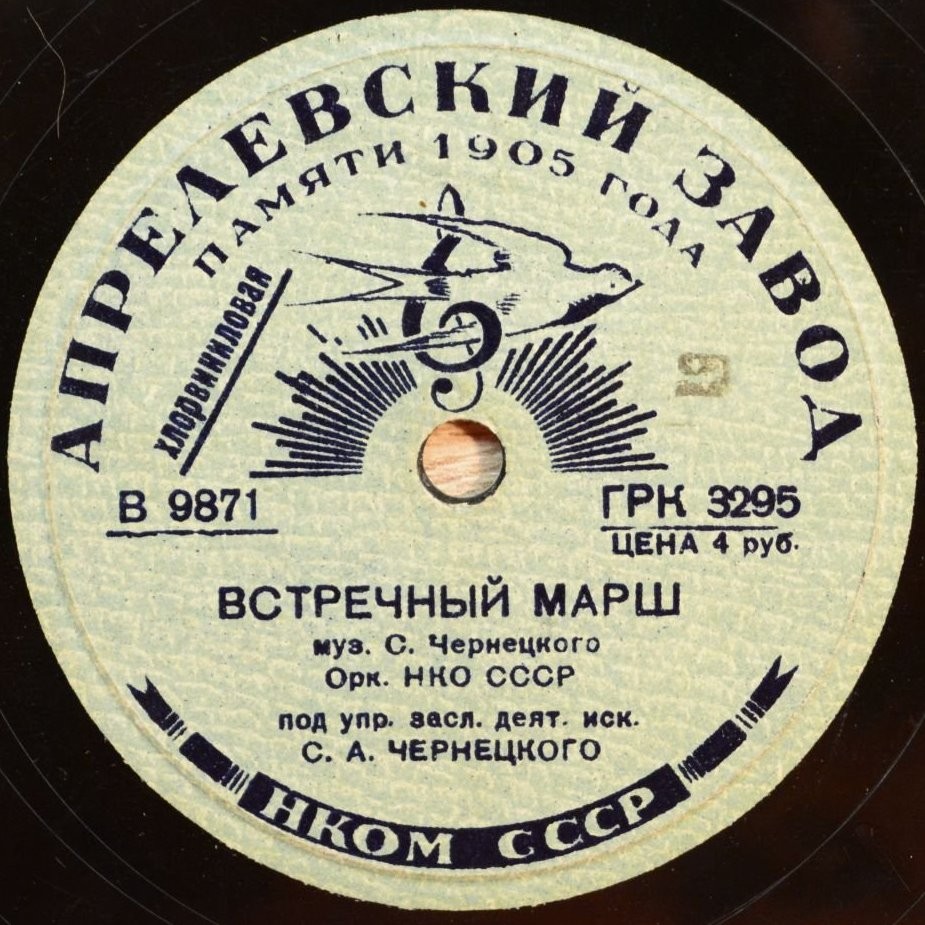 АПРЕЛЕВСКИЙ ЗАВОД
ПАМЯТИ 1905 ГОДА
хлорвиниловая
В 9871
ГРК 3295
ЦЕНА 4 руб.
ВСТРЕЧНЫЙ МАРШ
муз. С. Чернецкого
Орк. НКО СССР
под упр. засл. деят. иск.
С. А. ЧЕРНЕЦКОГО
НКОМ СССР